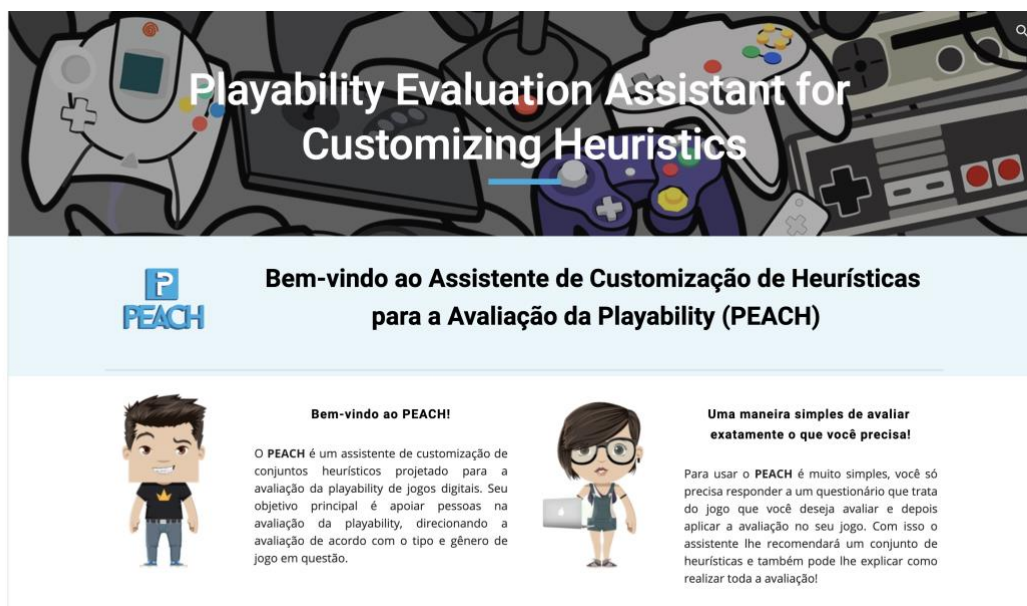 Playability Evaluation Assistant for
Customizing Heuristics
P
PEACH
Bem-vindo ao Assistente de Customização de Heurísticas
para a Avaliação da Playability (PEACH)
Bem-vindo ao PEACH!
O PEACH é um assistente de customização de
conjuntos heurísticos projetado para a
avaliação da playability de jogos digitais. Seu
objetivo principal é apoiar pessoas na
avaliação da playability, direcionando a
avaliação de acordo com o tipo e gênero de
jogo em questão.
Uma maneira simples de avaliar
exatamente o que você precisa!
Para usar o PEACH é muito simples, você só
precisa responder a um questionário que trata
do jogo que você deseja avaliar e depois
aplicar a avaliação no seu jogo. Com isso o
assistente lhe recomendará um conjunto de
heurísticas e também pode lhe explicar como
realizar toda a avaliação!